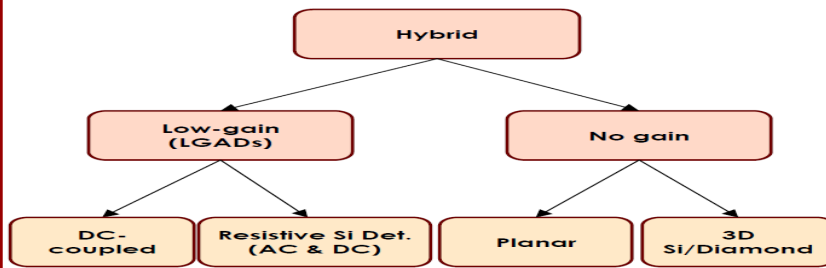 Hybrid
Low-gain
(LGADs)
No gain
DC-
coupled
Resistive Si Det.
(AC & DC)
Planar
3D
Si/Diamond